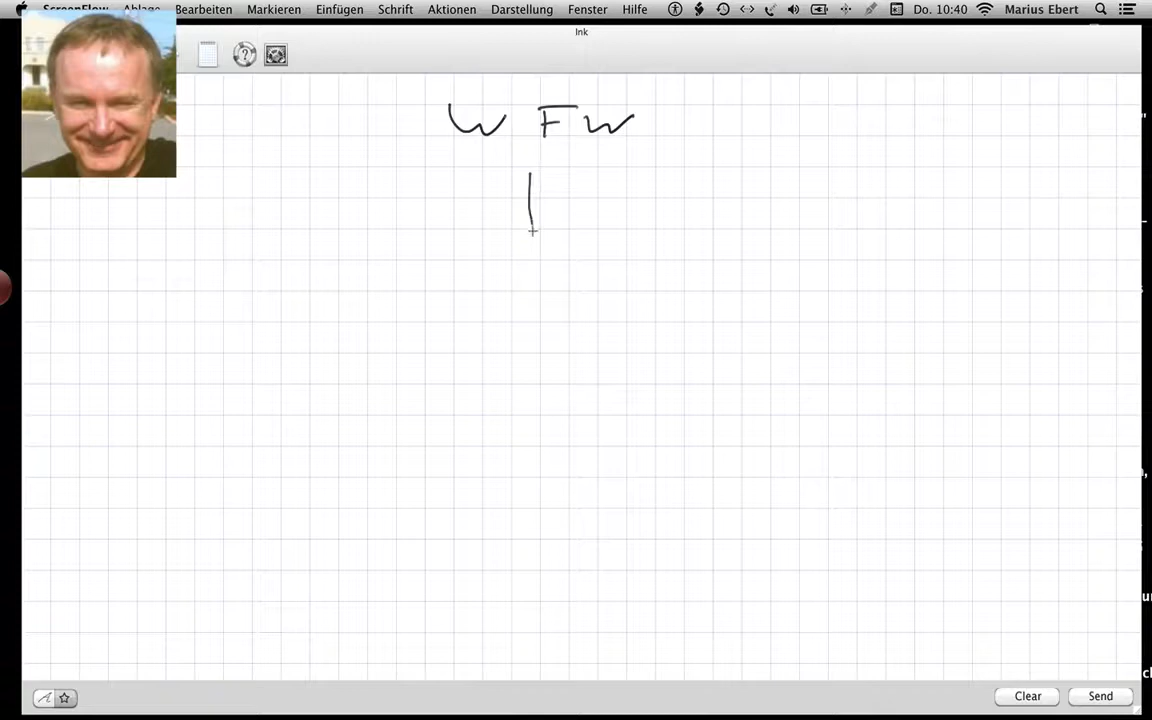 ScreenFlow Ablage Bearbeiten Markieren Einfügen Schrift Aktionen Darstellung Fenster Hilfe Do. 10:40 Marius Ebert
Ink
W F W
Clear Send